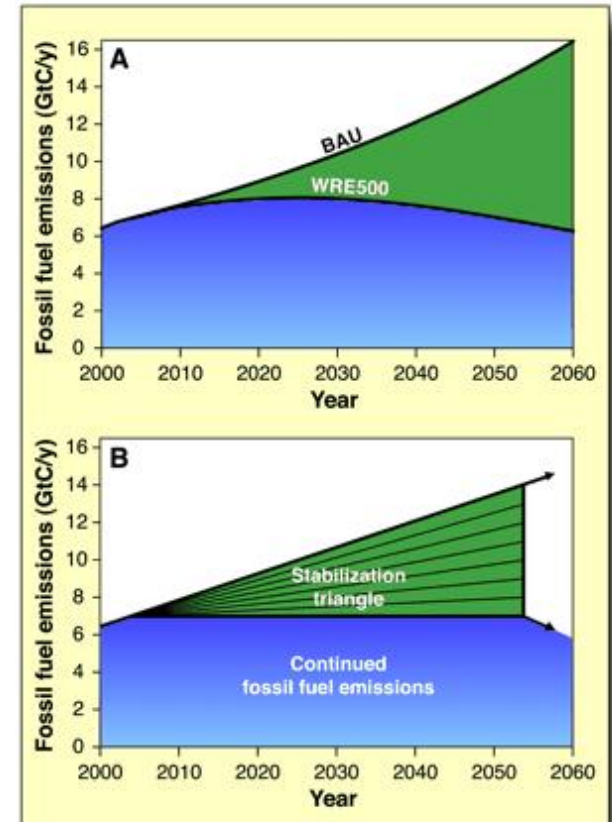 A
Fossil fuel emissions (GtC/y)
16
14
12
10
8
6
4
2
0
BAU
WRE500
2000 2010 2020 2030 2040 2050 2060
Year
B
Fossil fuel emissions (GtC/y)
16
14
12
10
8
6
4
2
0
Stabilization
triangle
Continued
fossil fuel emissions
2000 2010 2020 2030 2040 2050 2060
Year